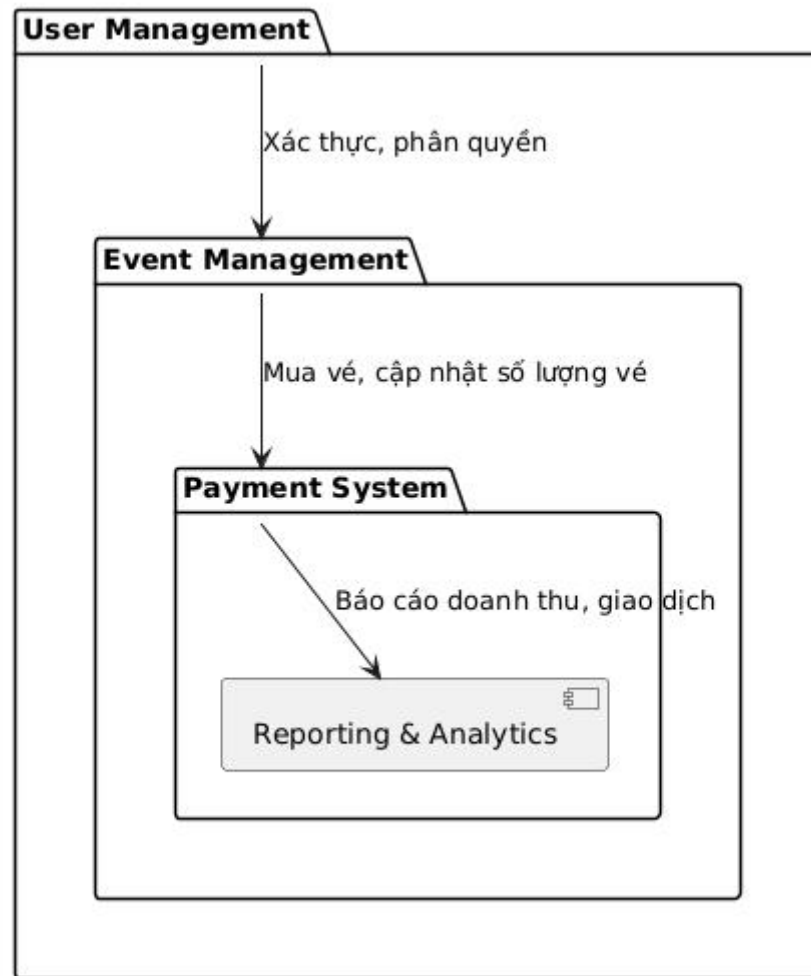 User Management
Xác thực, phân quyền
Event Management
Mua vé, cập nhật số lượng vé
Payment System
Báo cáo doanh thu, giao dịch
Reporting & Analytics